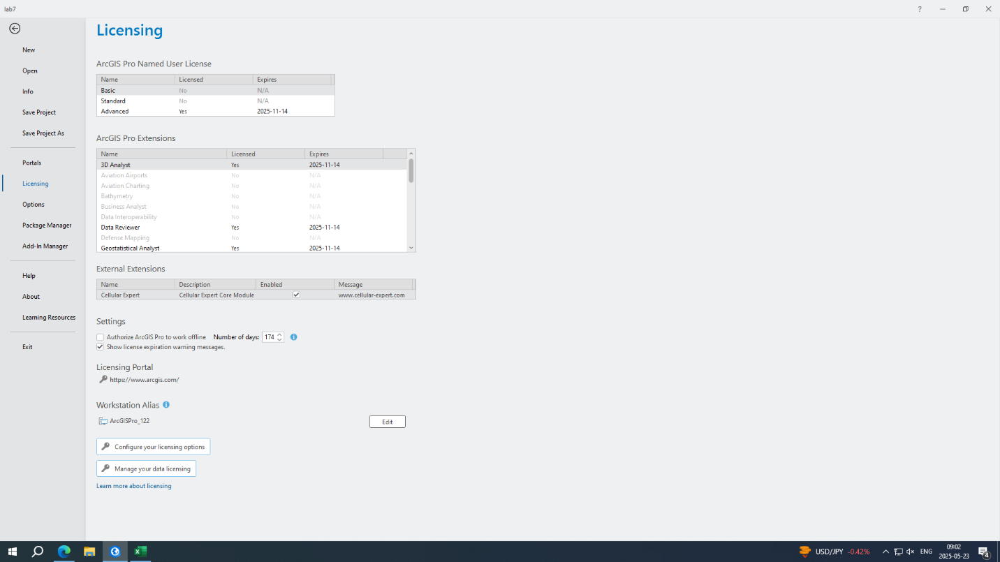 lab7
?
Licensing
New
Open
Info
Save Project
Save Project As
Portals
Licensing
Options
Package Manager
Add-In Manager
Help
About
Learning Resources
Exit
ArcGIS Pro Named User License
Name Licensed Expires
Basic No N/A
Standard No N/A
Advanced Yes 2025-11-14
ArcGIS Pro Extensions
Name Licensed Expires
3D Analyst Yes 2025-11-14
Aviation Airports No N/A
Aviation Charting No N/A
Bathymetry No N/A
Business Analyst No N/A
Data Interoperability No N/A
Data Reviewer Yes 2025-11-14
Defense Mapping No N/A
Geostatistical Analyst Yes 2025-11-14
External Extensions
Name Description Enabled Message
Cellular Expert Cellular Expert Core Module www.cellular-expert.com
Settings
Authorize ArcGIS Pro to work offline Number of days: 174
Show license expiration warning messages.
Licensing Portal
https://www.arcgis.com/
Workstation Alias
ArcGISPro_122
Edit
Configure your licensing options
Manage your data licensing
Learn more about licensing
USD/JPY -0.42%
ENG
09:02
2025-05-23
4